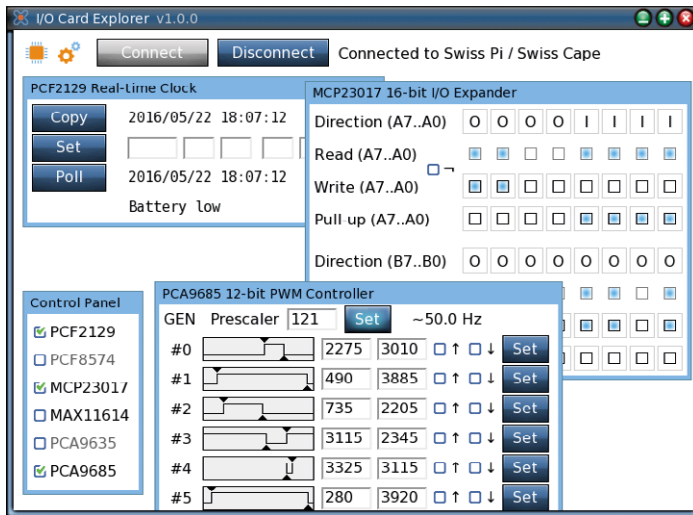 I/O Card Explorer v1.0.0
Connect Disconnect Connected to Swiss Pi / Swiss Cape
PCF2129 Real-time Clock
Copy 2016/05/22 18:07:12
Set
Poll 2016/05/22 18:07:12
Battery low
MCP23017 16-bit I/O Expander
Direction (A7..A0) O O O O I I I I
Read (A7..A0)
¬
Write (A7..A0)
Pull-up (A7..A0)
Direction (B7..B0) O O O O O O O O
Control Panel
PCF2129
PCF8574
MCP23017
MAX11614
PCA9635
PCA9685
PCA9685 12-bit PWM Controller
GEN Prescaler 121 Set ~50.0 Hz
#0 2275 3010 ↑ ↓ Set
#1 490 3885 ↑ ↓ Set
#2 735 2205 ↑ ↓ Set
#3 3115 2345 ↑ ↓ Set
#4 3325 3115 ↑ ↓ Set
#5 280 3920 ↑ ↓ Set